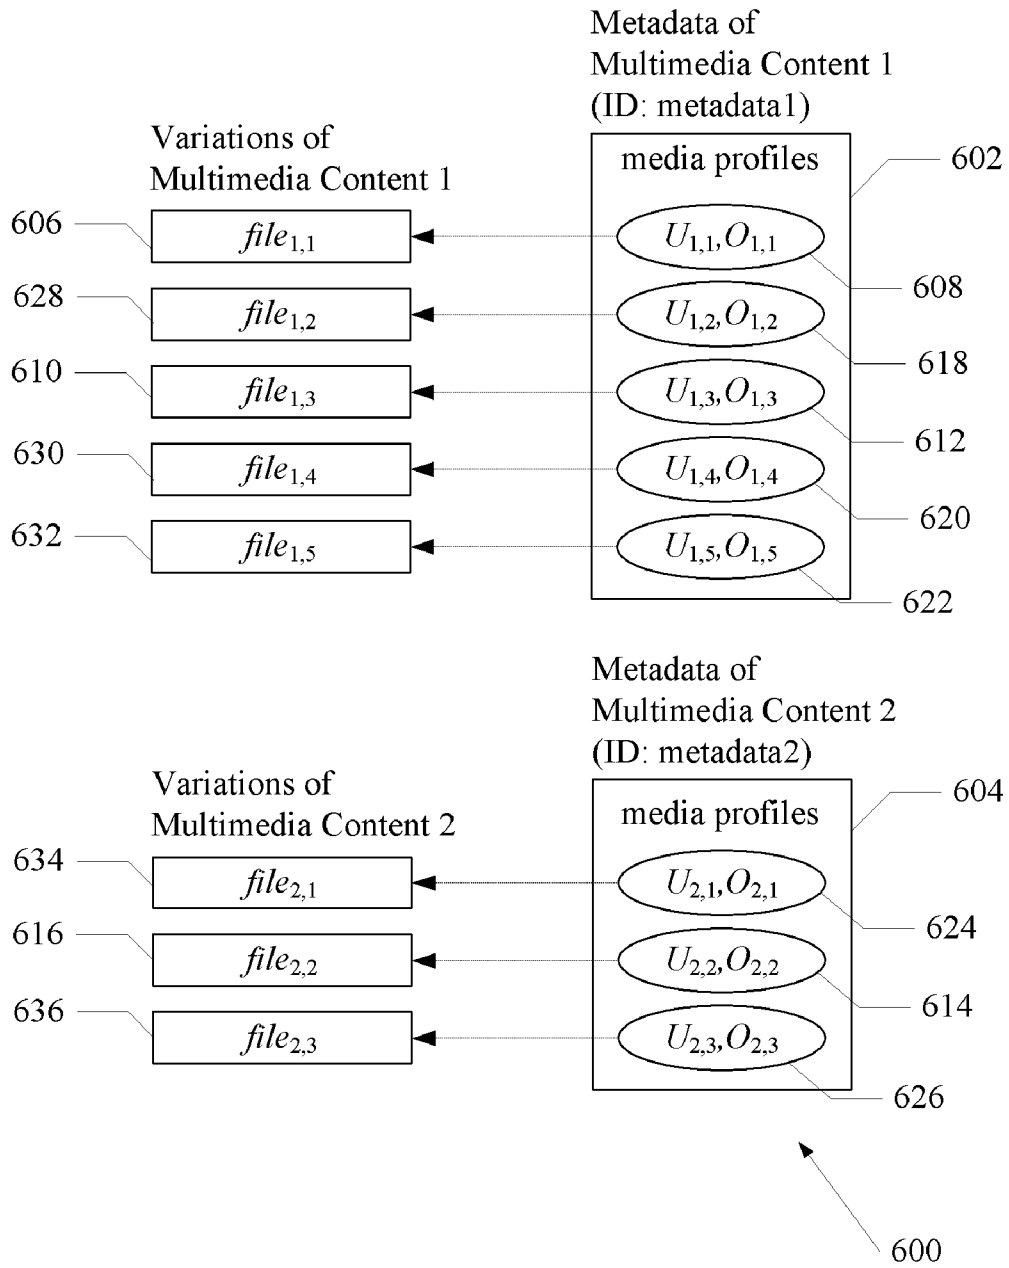 Metadata of
Multimedia Content 1
(ID: metadata1)
Variations of
Multimedia Content 1
media profiles
602
606
file1,1
U1,1,O1,1
608
628
file1,2
U1,2,O1,2
618
610
file1,3
U1,3,O1,3
612
630
file1,4
U1,4,O1,4
620
632
file1,5
U1,5,O1,5
622
Metadata of
Multimedia Content 2
(ID: metadata2)
Variations of
Multimedia Content 2
media profiles
604
634
file2,1
U2,1,O2,1
624
616
file2,2
U2,2,O2,2
614
636
file2,3
U2,3,O2,3
626
600